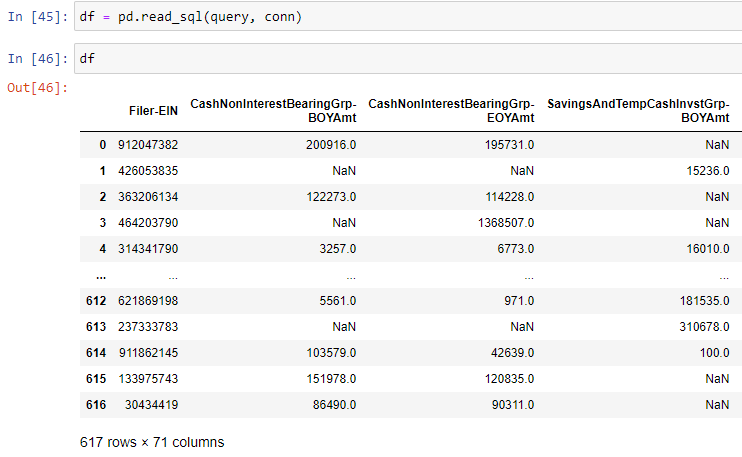 In [45]: df = pd.read_sql(query, conn)
In [46]: df
Out[46]:
Filer-EIN CashNonInterestBearingGrp-BOYAmt CashNonInterestBearingGrp-EOYAmt SavingsAndTempCashInvstGrp-BOYAmt
0 912047382 200916.0 195731.0 NaN
1 426053835 NaN NaN 15236.0
2 363206134 122273.0 114228.0 NaN
3 464203790 NaN 1368507.0 NaN
4 314341790 3257.0 6773.0 16010.0
... ... ... ... ...
612 621869198 5561.0 971.0 181535.0
613 237333783 NaN NaN 310678.0
614 911862145 103579.0 42639.0 100.0
615 133975743 151978.0 120835.0 NaN
616 30434419 86490.0 90311.0 NaN
617 rows × 71 columns